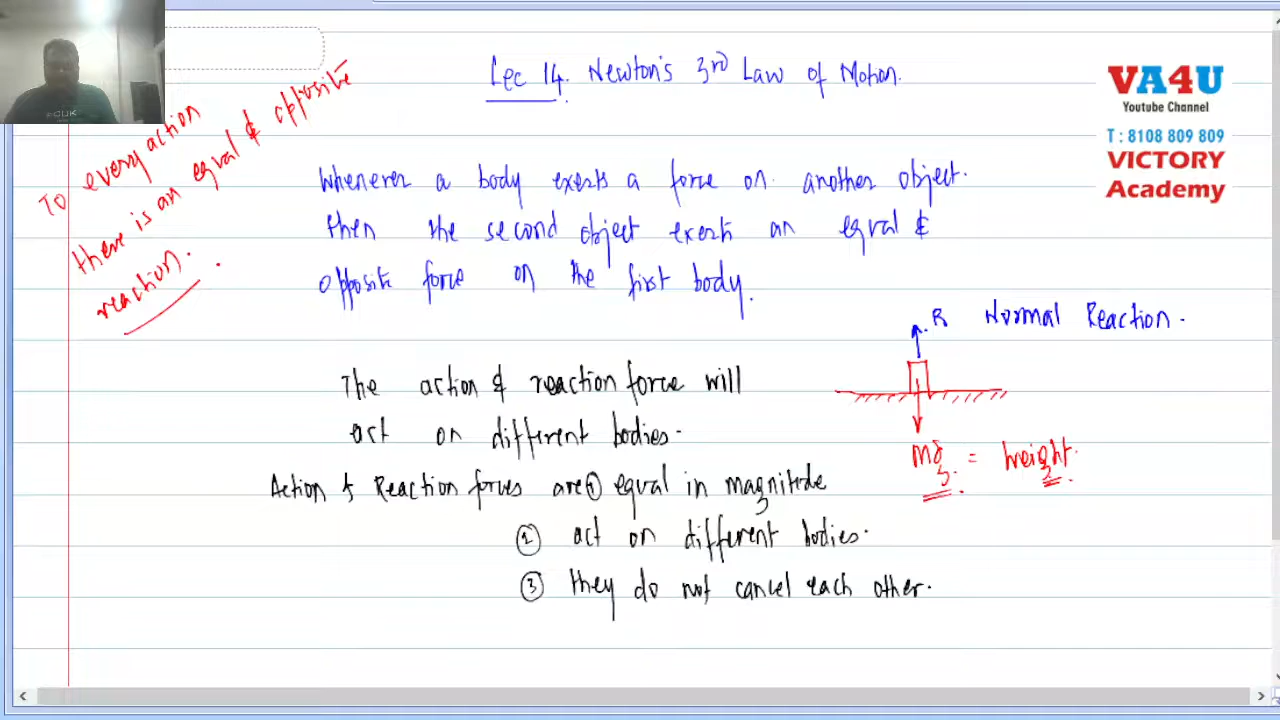 Lec 14. Newton's 3rd Law of Motion.
VA4U
Youtube Channel
T : 8108 809 809
VICTORY
Academy
To every action
there is an equal & opposite
reaction.
Whenever a body exerts a force on another object.
then the second object exerts an equal &
opposite force on the first body.
R Normal Reaction.
The action & reaction force will
act on different bodies.
mg = weight.
Action & Reaction forces are ① equal in magnitude
② act on different bodies.
③ they do not cancel each other.